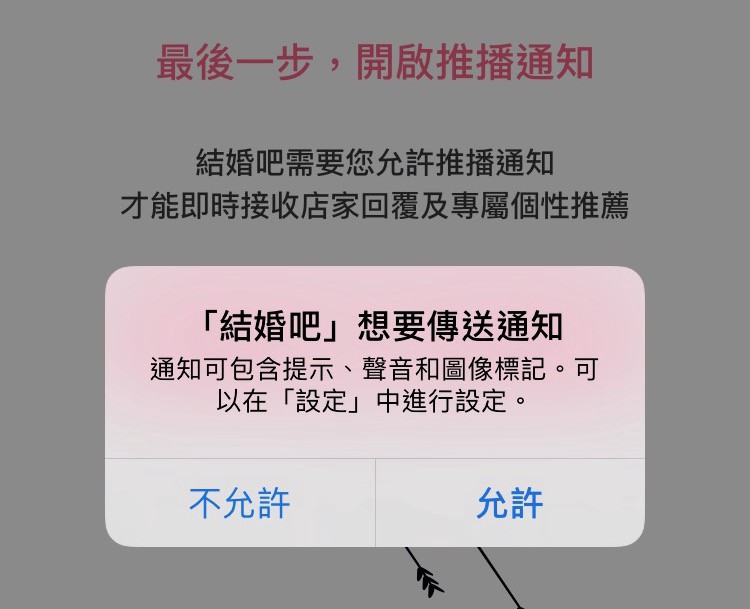 最後一步，開啟推播通知
結婚吧需要您允許推播通知
才能即時接收店家回覆及專屬個性推薦
「結婚吧」想要傳送通知
通知可包含提示、聲音和圖像標記。可
以在「設定」中進行設定。
不允許
允許